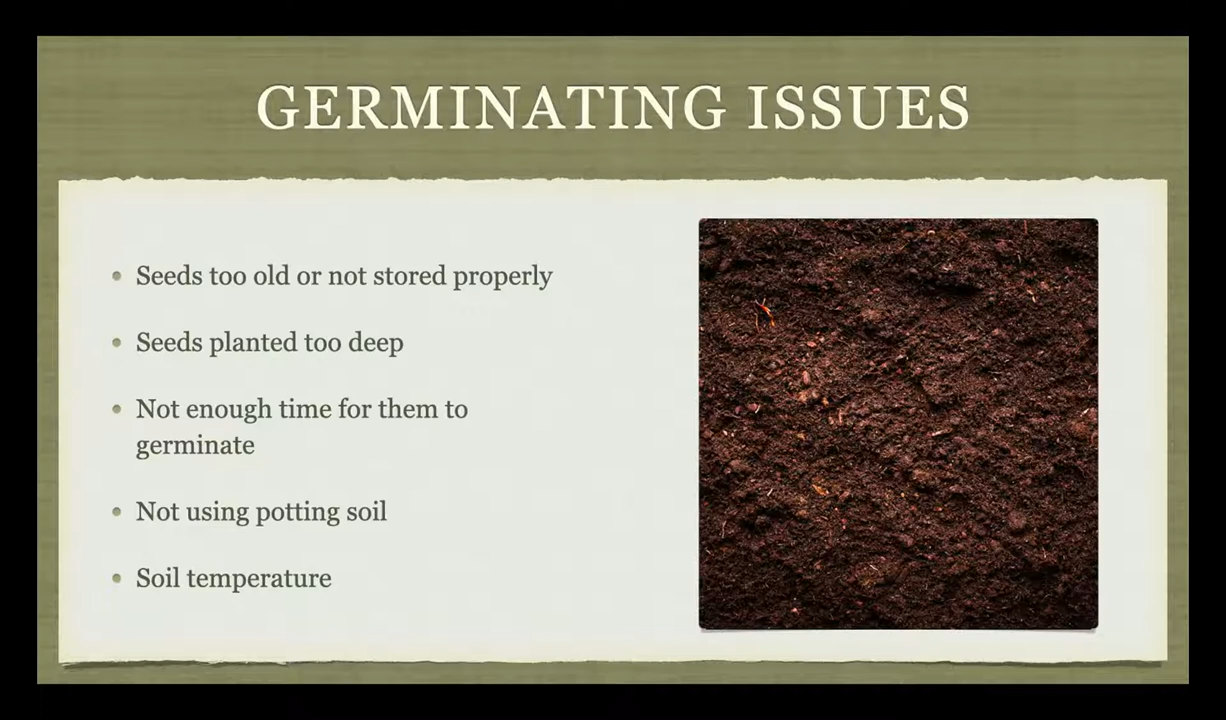 GERMINATING ISSUES
• Seeds too old or not stored properly
• Seeds planted too deep
• Not enough time for them to
germinate
• Not using potting soil
• Soil temperature